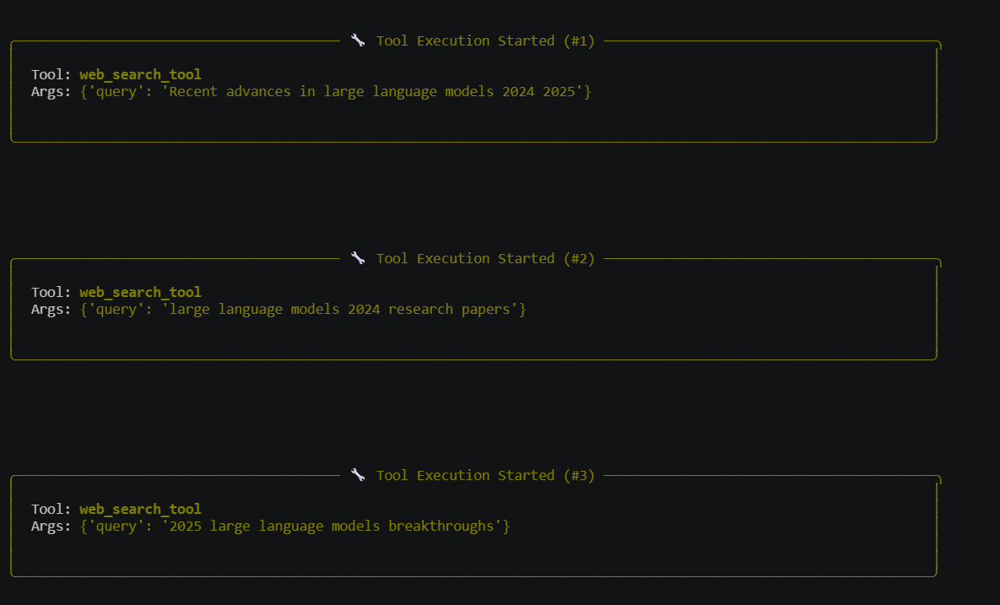 🔧 Tool Execution Started (#1)
Tool: web_search_tool
Args: {'query': 'Recent advances in large language models 2024 2025'}
🔧 Tool Execution Started (#2)
Tool: web_search_tool
Args: {'query': 'large language models 2024 research papers'}
🔧 Tool Execution Started (#3)
Tool: web_search_tool
Args: {'query': '2025 large language models breakthroughs'}